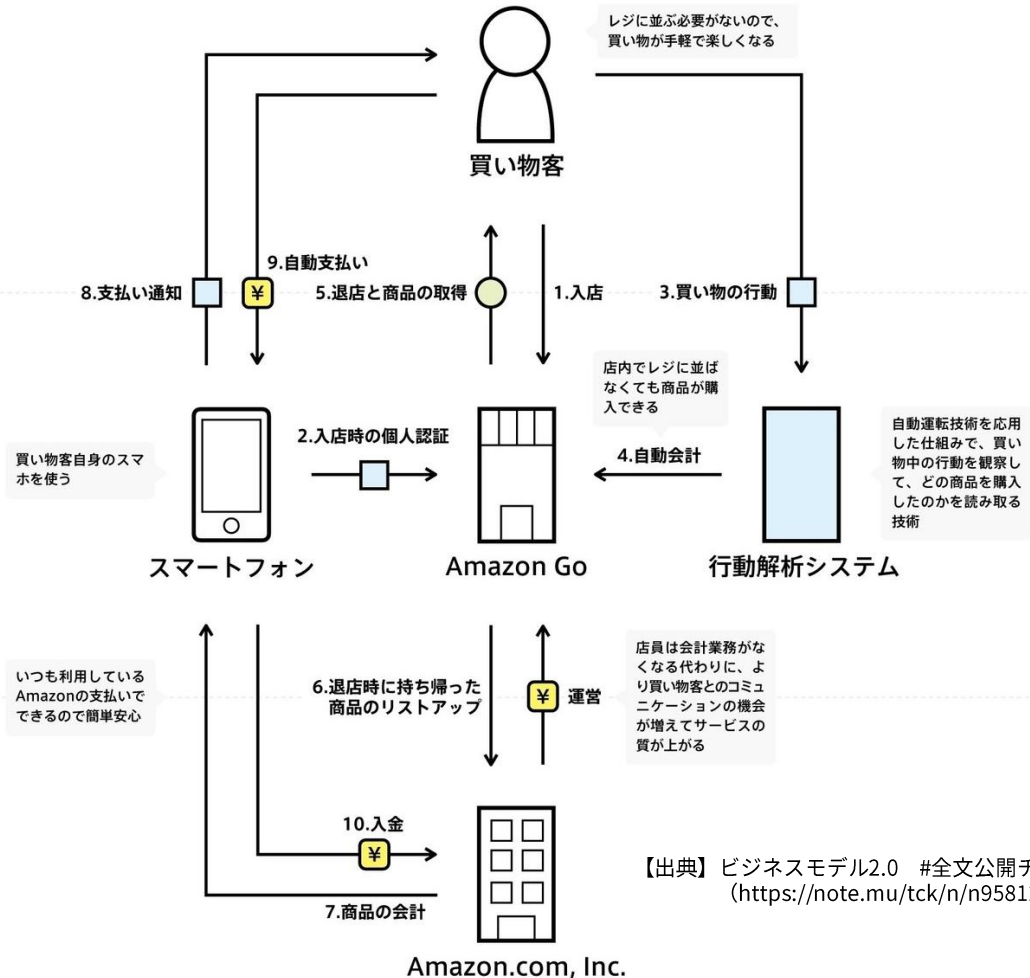 レジに並ぶ必要がないので、
買い物が手軽で楽しくなる
買い物客
9.自動支払い
8.支払い通知
¥
5.退店と商品の取得
1.入店
3.買い物の行動
店内でレジに並ば
なくても商品が購
入できる
自動運転技術を応用
した仕組みで、買い
物中の行動を観察し
て、どの商品を購入
したのかを読み取る
技術
買い物客自身のスマ
ホを使う
2.入店時の個人認証
4.自動会計
スマートフォン
Amazon Go
行動解析システム
いつも利用している
Amazonの支払いで
できるので簡単安心
6.退店時に持ち帰った
商品のリストアップ
¥
運営
店員は会計業務がな
くなる代わりに、よ
り買い物客とのコミュ
ニケーションの機会
が増えてサービスの
質が上がる
10.入金
¥
7.商品の会計
Amazon.com, Inc.
【出典】ビジネスモデル2.0 #全文公開チ
（https://note.mu/tck/n/n9581